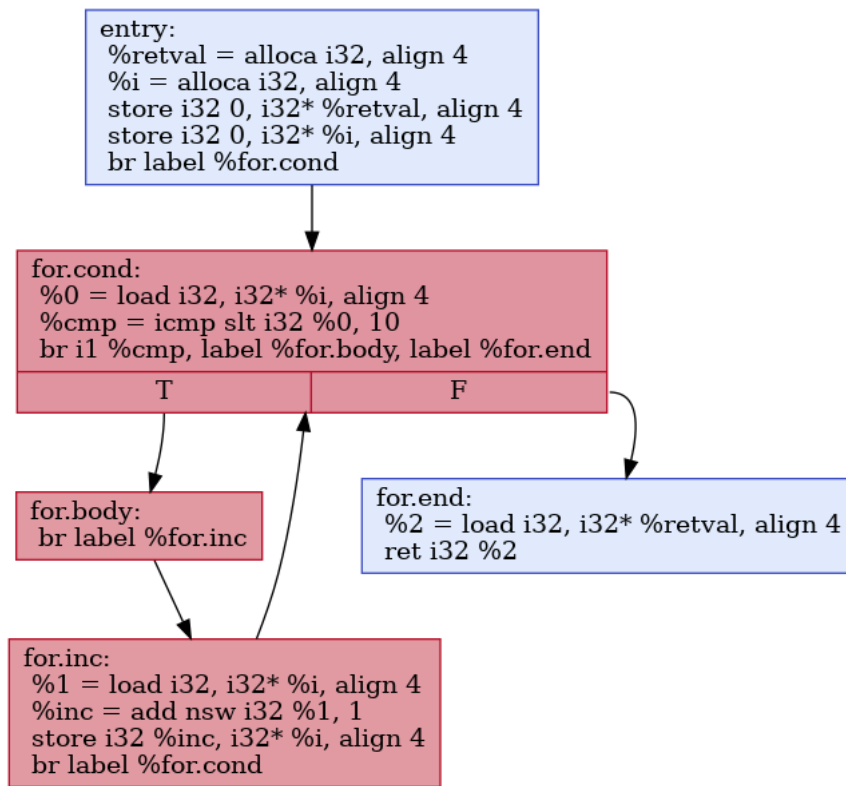 entry:
%retval = alloca i32, align 4
%i = alloca i32, align 4
store i32 0, i32* %retval, align 4
store i32 0, i32* %i, align 4
br label %for.cond
for.cond:
%0 = load i32, i32* %i, align 4
%cmp = icmp slt i32 %0, 10
br i1 %cmp, label %for.body, label %for.end
T
F
for.body:
br label %for.inc
for.end:
%2 = load i32, i32* %retval, align 4
ret i32 %2
for.inc:
%1 = load i32, i32* %i, align 4
%inc = add nsw i32 %1, 1
store i32 %inc, i32* %i, align 4
br label %for.cond